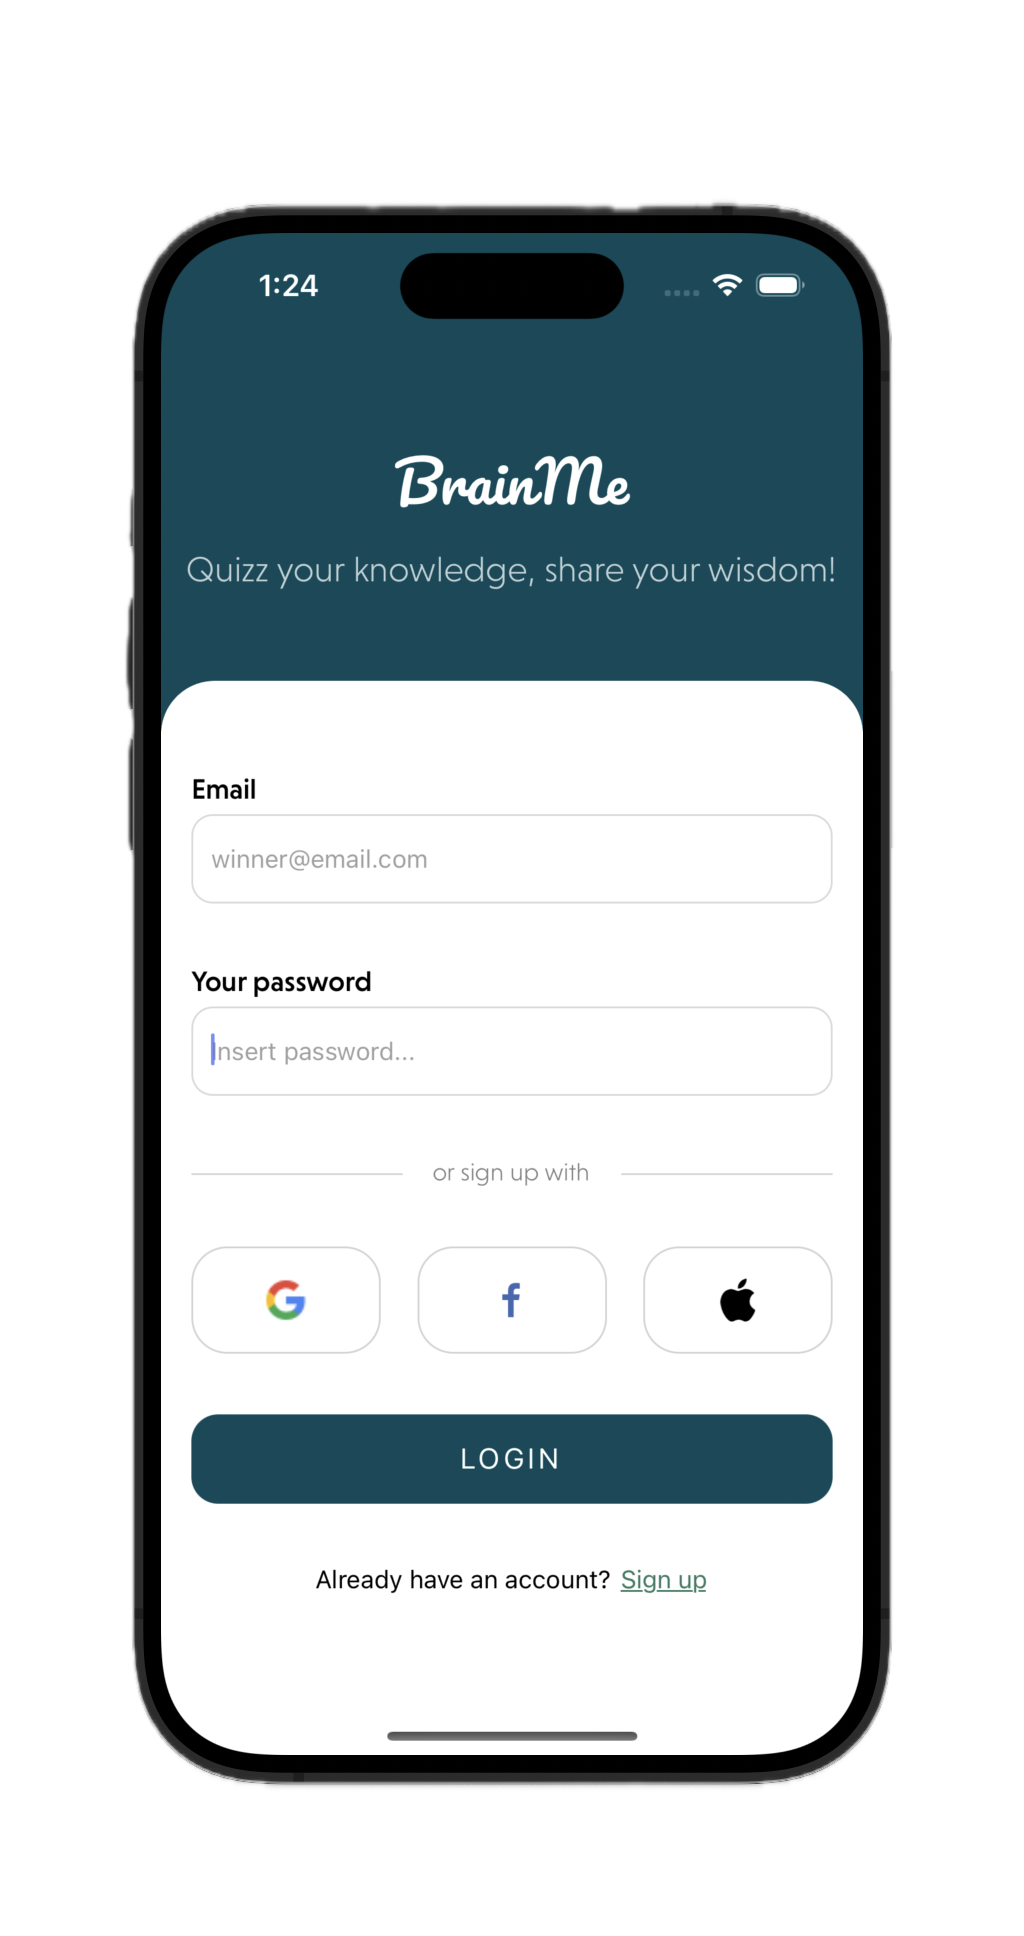 1:24
BrainMe
Quizz your knowledge, share your wisdom!
Email
winner@email.com
Your password
Insert password...
or sign up with
LOGIN
Already have an account? Sign up